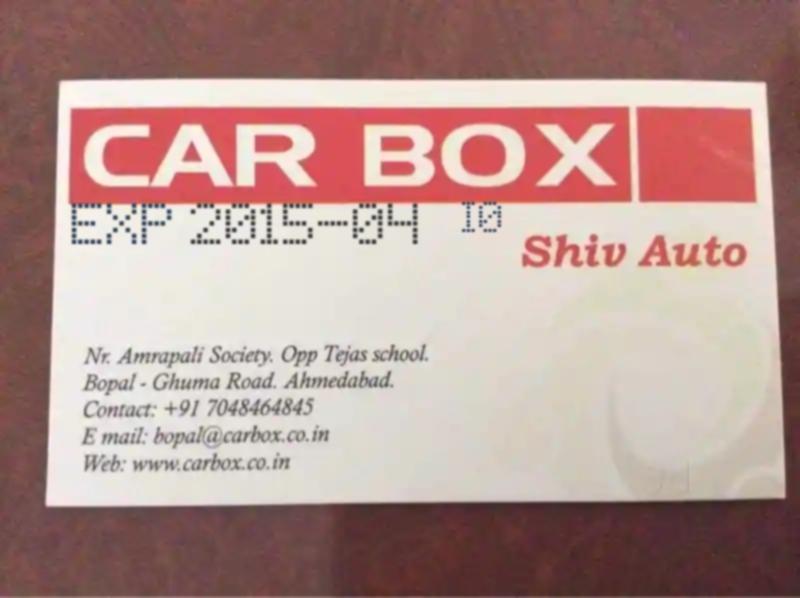 CAR BOX
EXP 2015-04 I0
Shiv Auto
Nr. Amrapali Society. Opp Tejas school.
Bopal - Ghuma Road. Ahmedabad.
Contact: +91 7048464845
E mail: bopal@carbox.co.in
Web: www.carbox.co.in